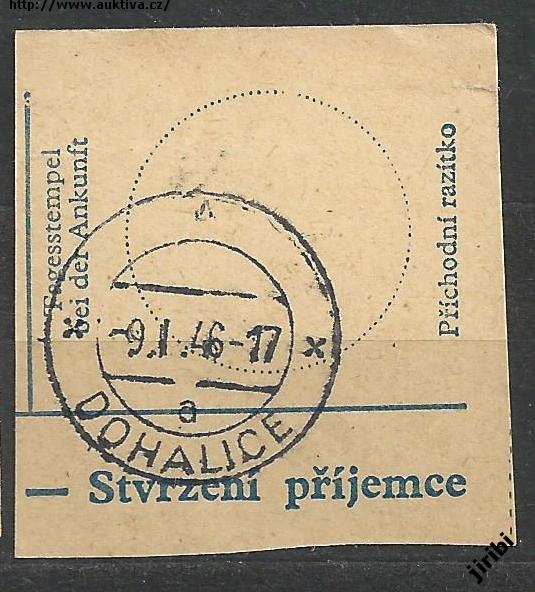 http://www.auktiva.cz/
Tagesstempel
bei der Ankunft
Příchodní razítko
-9.I.46-17
a
DOHALICE
— Stvrzení příjemce
jiribi